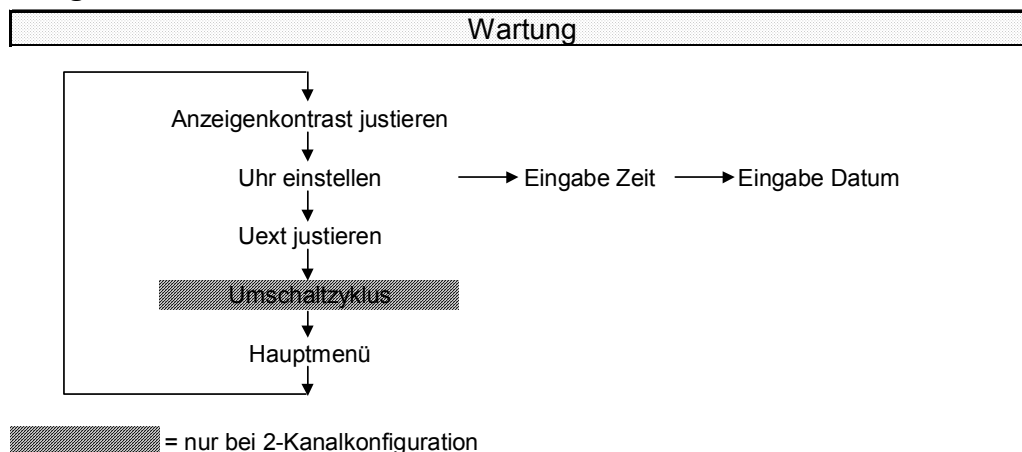 Wartung
Anzeigenkontrast justieren
Uhr einstellen
Eingabe Zeit
Eingabe Datum
Uext justieren
Umschaltzyklus
Hauptmenü
= nur bei 2-Kanalkonfiguration